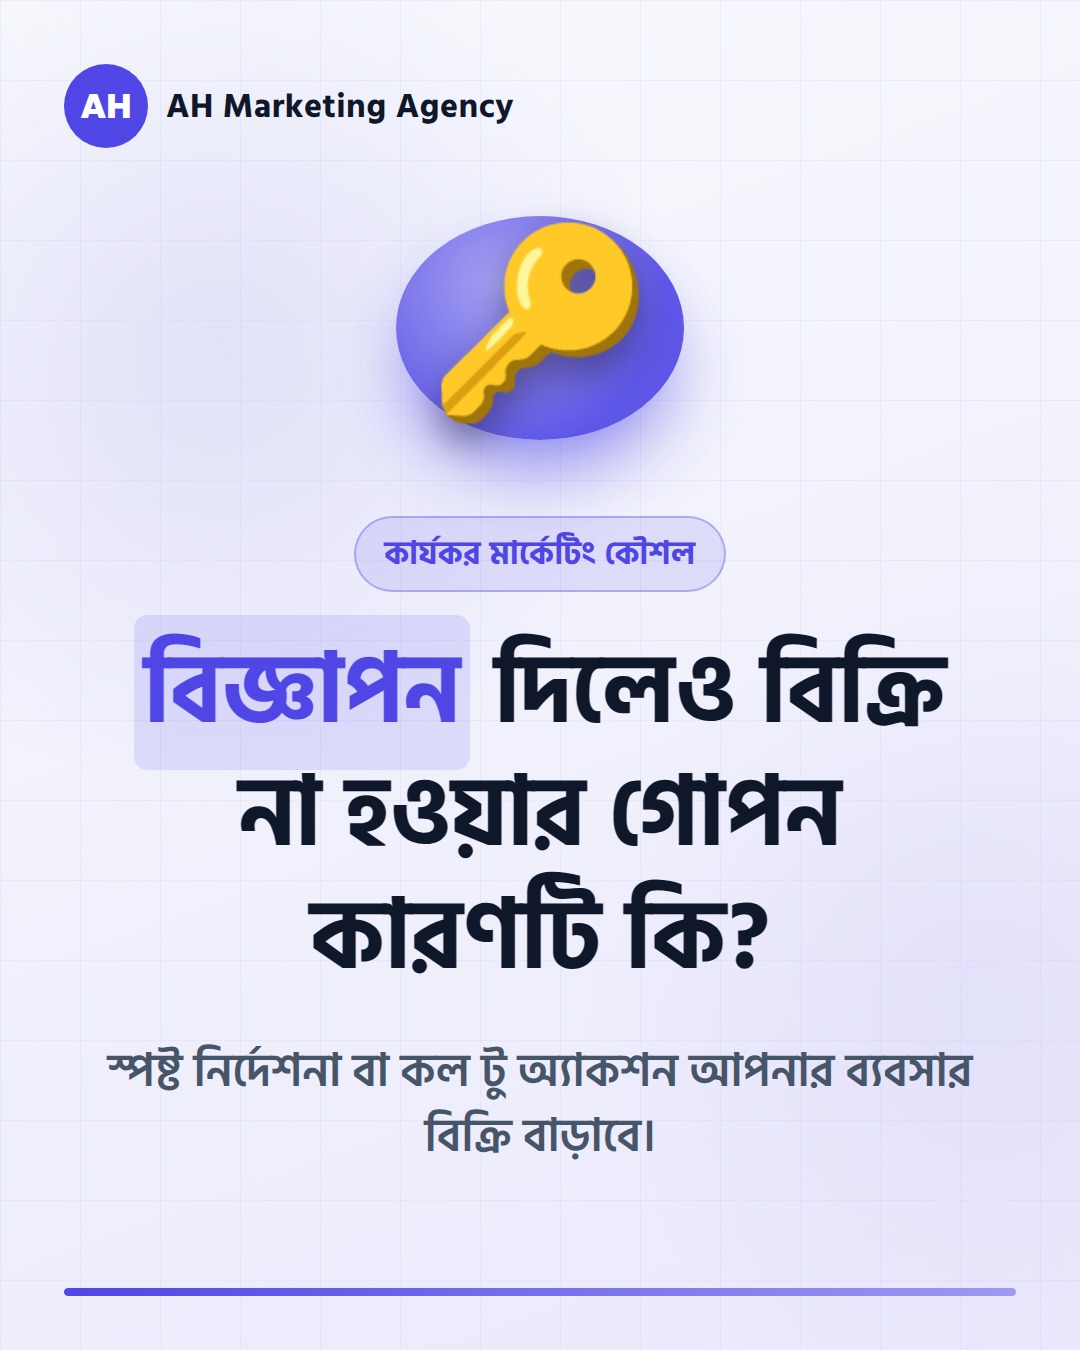 AH
AH Marketing Agency
কার্যকর মার্কেটিং কৌশল
বিজ্ঞাপন দিলেও বিক্রি
না হওয়ার গোপন
কারণটি কি?
স্পষ্ট নির্দেশনা বা কল টু অ্যাকশন আপনার ব্যবসার
বিক্রি বাড়াবে।